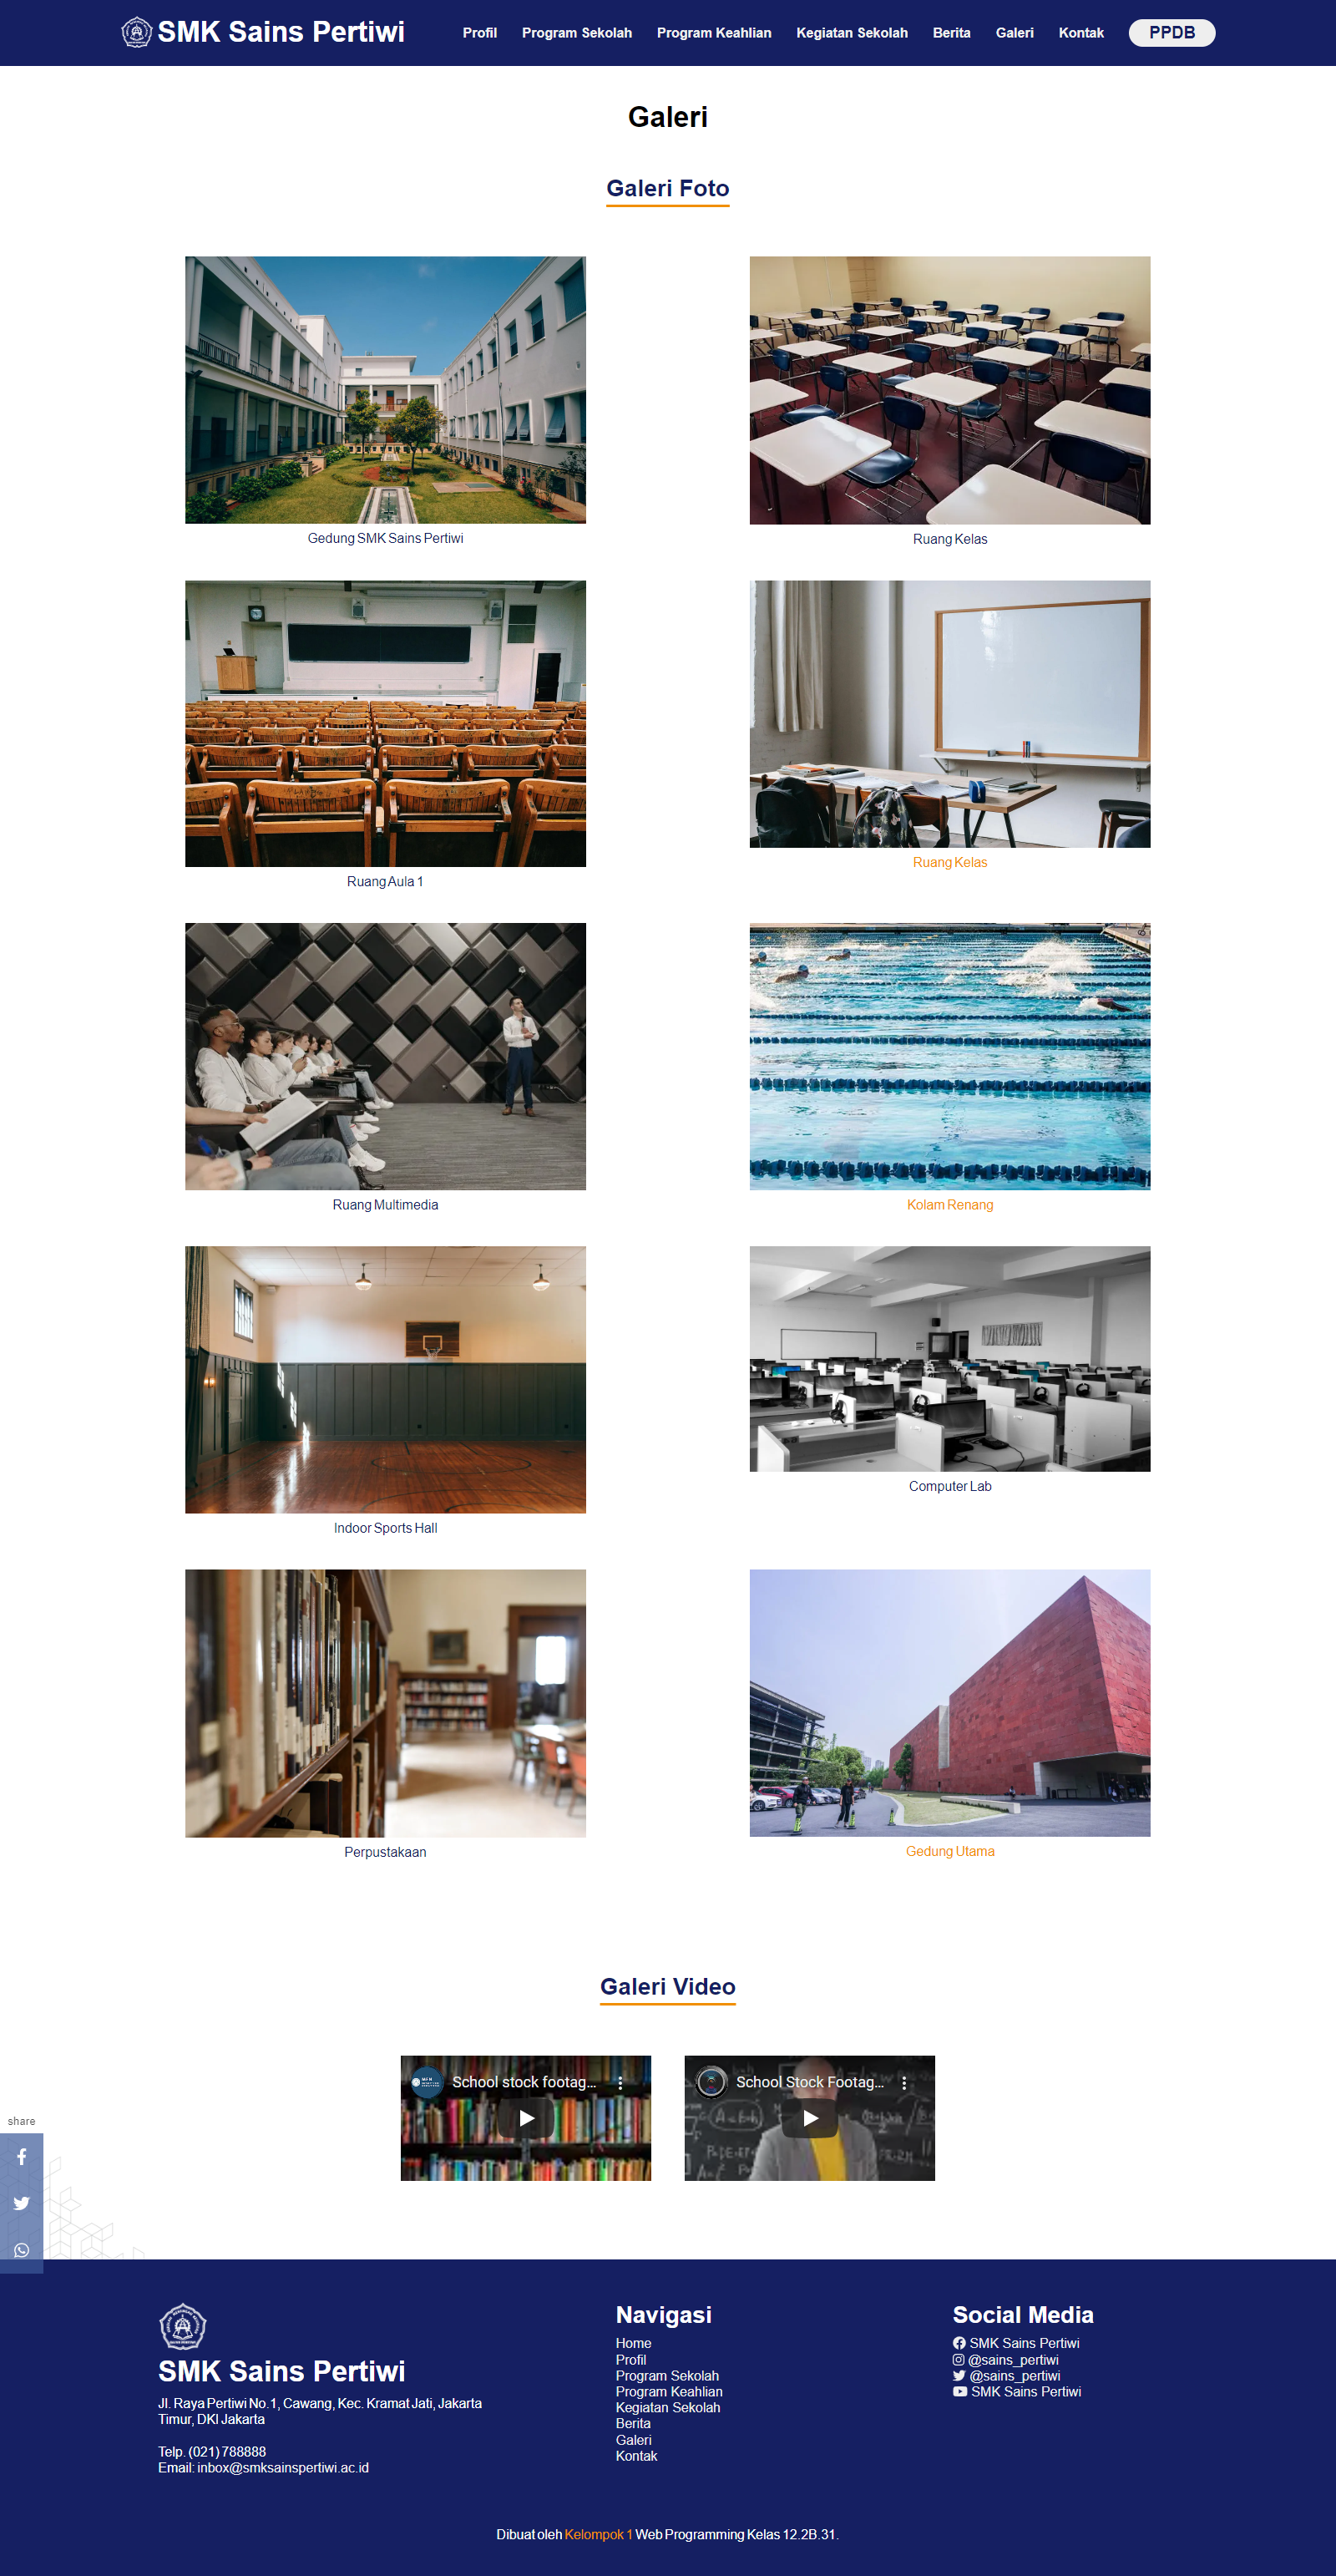 SMK Sains Pertiwi
Profil
Program Sekolah
Program Keahlian
Kegiatan Sekolah
Berita
Galeri
Kontak
PPDB
Galeri
Galeri Foto
Gedung SMK Sains Pertiwi
Ruang Kelas
Ruang Aula 1
Ruang Kelas
Ruang Multimedia
Kolam Renang
Indoor Sports Hall
Computer Lab
Perpustakaan
Gedung Utama
Galeri Video
School stock footag...
School Stock Footag...
share
SMK Sains Pertiwi
Jl. Raya Pertiwi No.1, Cawang, Kec. Kramat Jati, Jakarta
Timur, DKI Jakarta
Telp. (021) 788888
Email: inbox@smksainspertiwi.ac.id
Navigasi
Home
Profil
Program Sekolah
Program Keahlian
Kegiatan Sekolah
Berita
Galeri
Kontak
Social Media
SMK Sains Pertiwi
@sains_pertiwi
@sains_pertiwi
SMK Sains Pertiwi
Dibuat oleh Kelompok 1 Web Programming Kelas 12.2B.31.